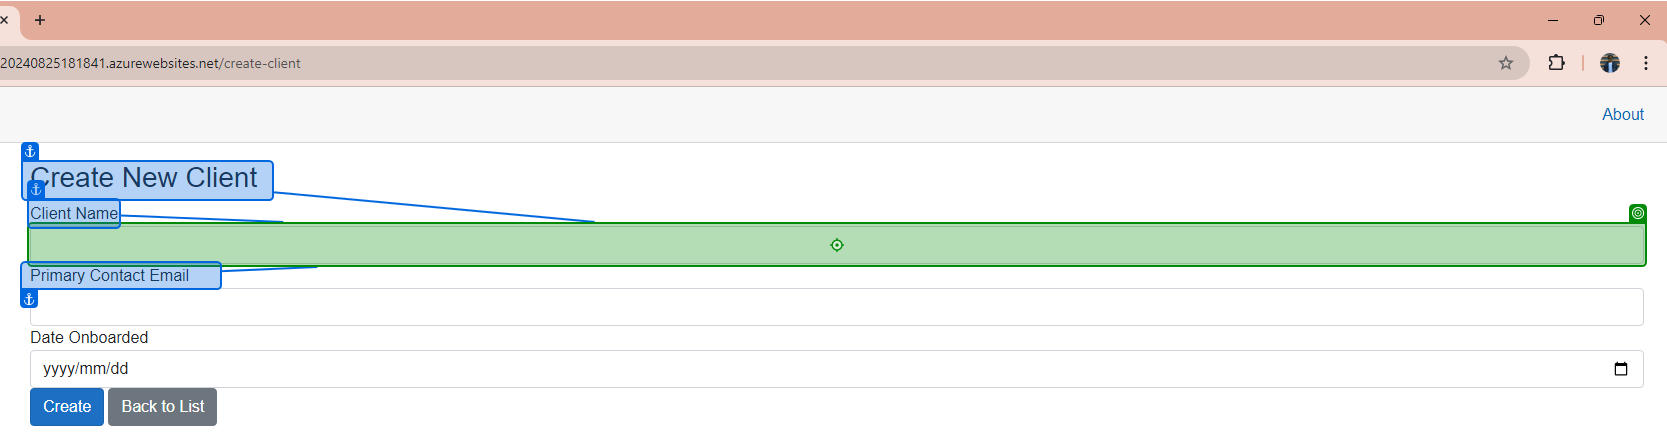 20240825181841.azurewebsites.net/create-client
About
Create New Client
Client Name
Primary Contact Email
Date Onboarded
yyyy/mm/dd
Create Back to List